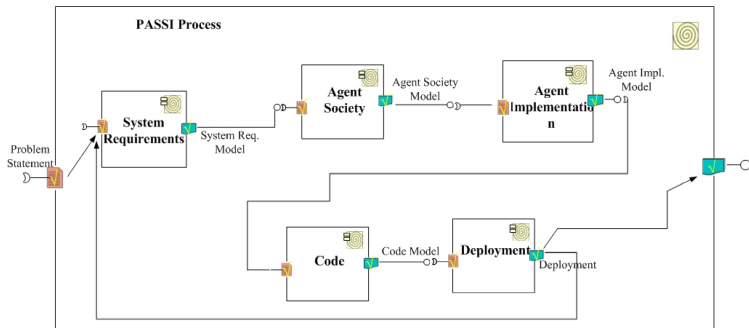 PASSI Process
Problem
Statement
System
Requirements
System Req.
Model
Agent
Society
Agent Society
Model
Agent
Implementatio
n
Agent Impl.
Model
Code
Code Model
Deployment
Deployment